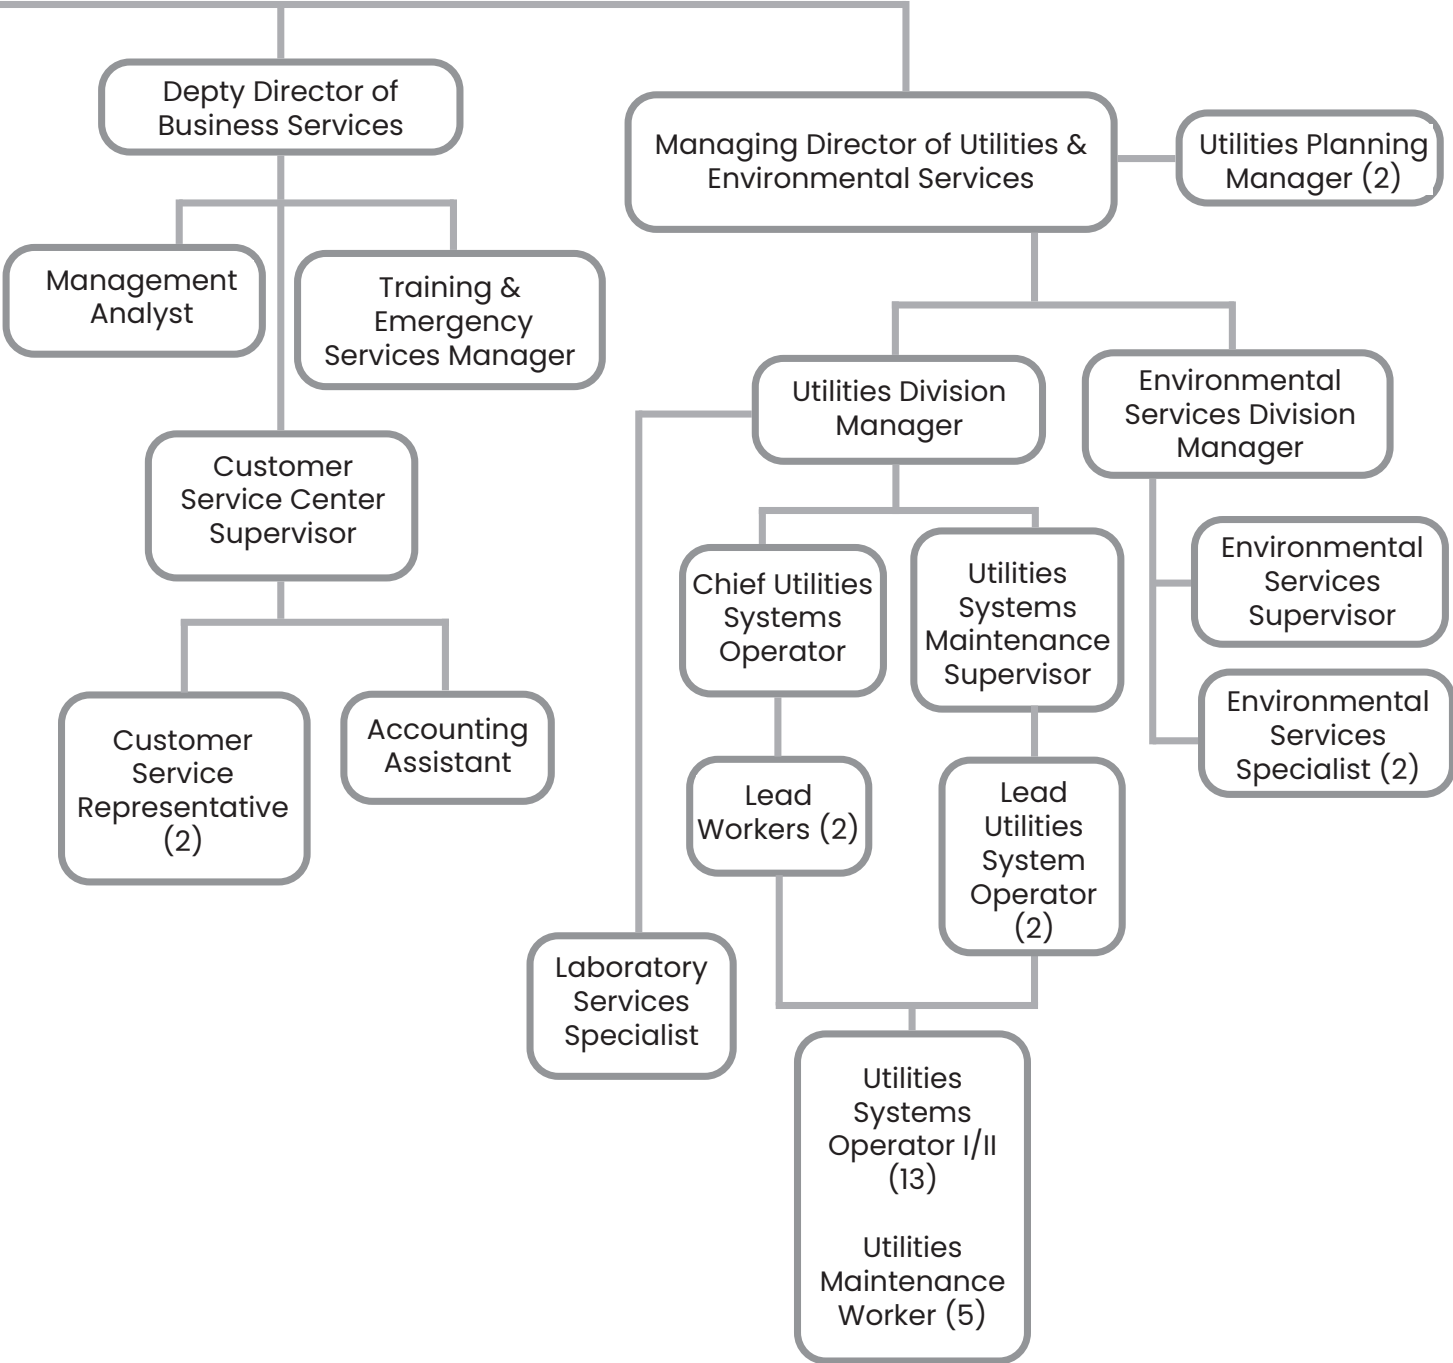 Depty Director of
Business Services
Managing Director of Utilities &
Environmental Services
Utilities Planning
Manager (2)
Management
Analyst
Training &
Emergency
Services Manager
Utilities Division
Manager
Environmental
Services Division
Manager
Customer
Service Center
Supervisor
Chief Utilities
Systems
Operator
Utilities
Systems
Maintenance
Supervisor
Environmental
Services
Supervisor
Environmental
Services
Specialist (2)
Customer
Service
Representative
(2)
Accounting
Assistant
Lead
Workers (2)
Lead
Utilities
System
Operator
(2)
Laboratory
Services
Specialist
Utilities
Systems
Operator I/II
(13)
Utilities
Maintenance
Worker (5)